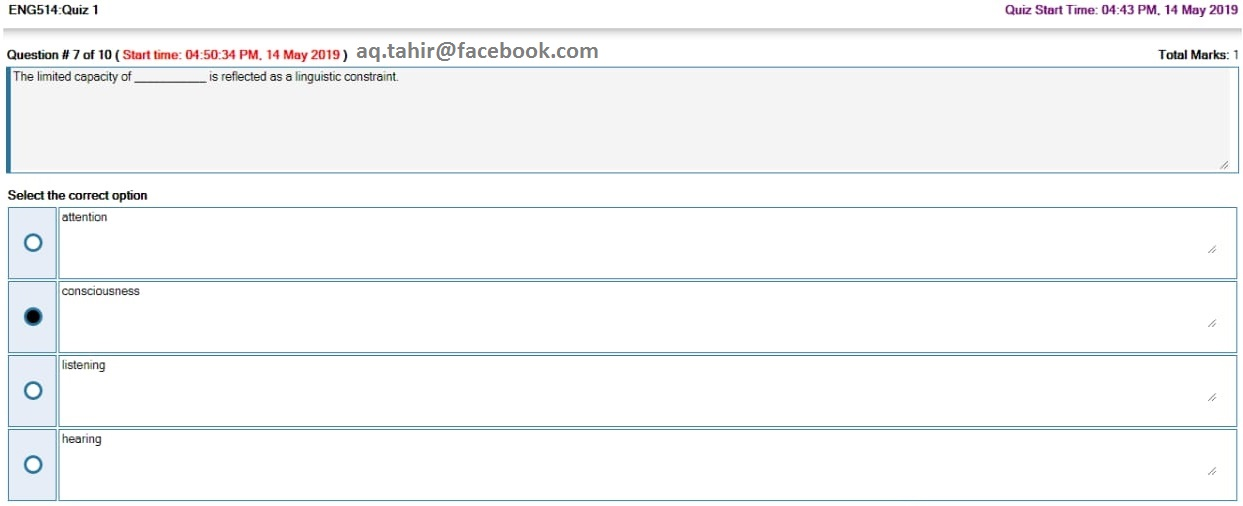 ENG514:Quiz 1 Quiz Start Time: 04:43 PM, 14 May 2019
Question # 7 of 10 ( Start time: 04:50:34 PM, 14 May 2019 ) aq.tahir@facebook.com Total Marks: 1
The limited capacity of ___________ is reflected as a linguistic constraint.
Select the correct option
attention
consciousness
listening
hearing